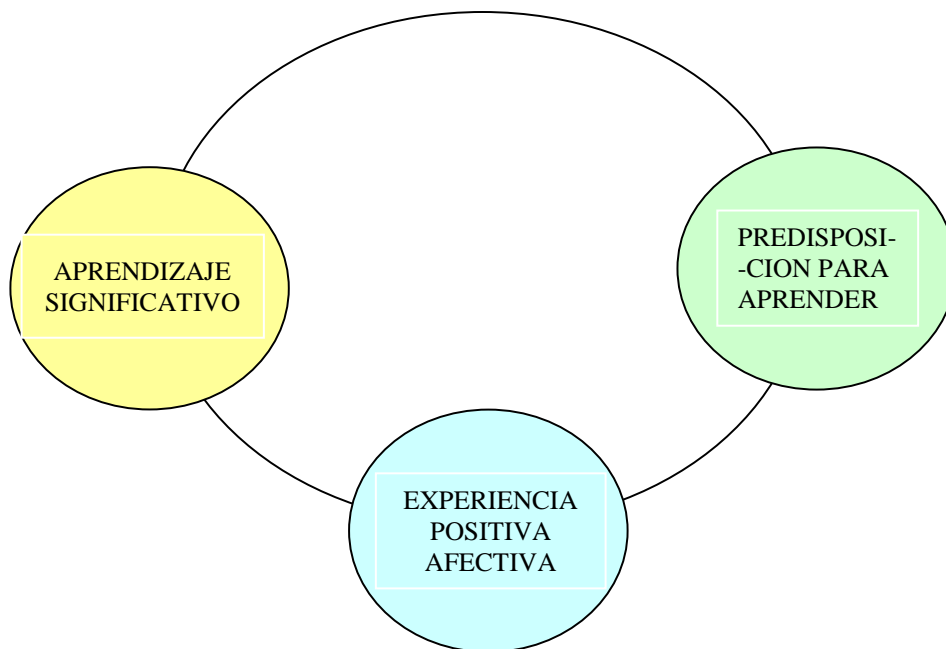 APRENDIZAJE
SIGNIFICATIVO
PREDISPOSI-
-CION PARA
APRENDER
EXPERIENCIA
POSITIVA
AFECTIVA